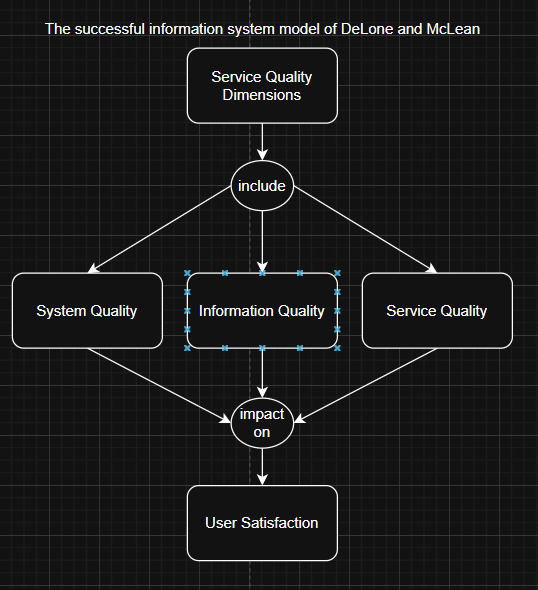 The successful information system model of DeLone and McLean
Service Quality
Dimensions
include
System Quality
Information Quality
Service Quality
impact
on
User Satisfaction